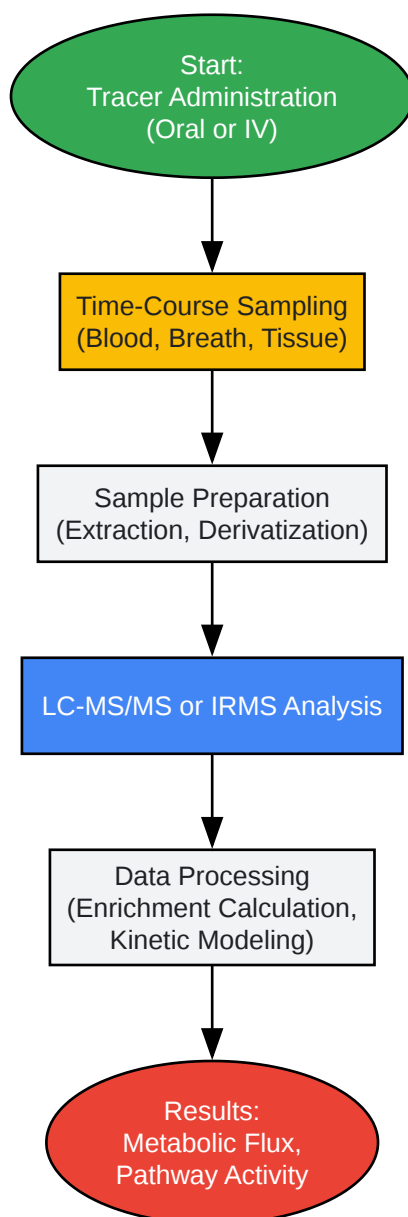 Start:
Tracer Administration
(Oral or IV)
Time-Course Sampling
(Blood, Breath, Tissue)
Sample Preparation
(Extraction, Derivatization)
LC-MS/MS or IRMS Analysis
Data Processing
(Enrichment Calculation,
Kinetic Modeling)
Results:
Metabolic Flux,
Pathway Activity